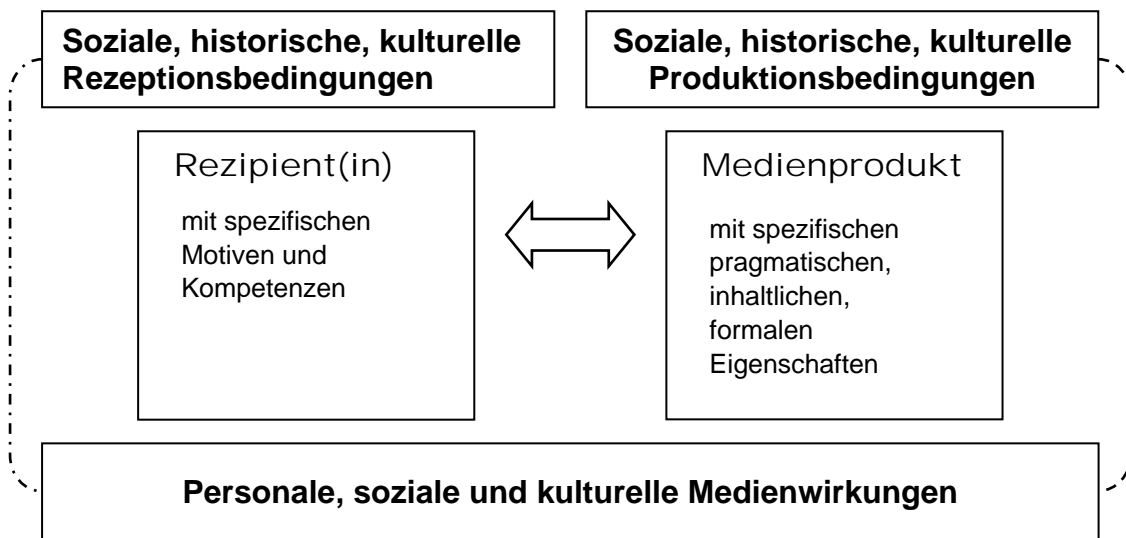 Soziale, historische, kulturelle
Rezeptionsbedingungen
Soziale, historische, kulturelle
Produktionsbedingungen
Rezipient(in)
mit spezifischen
Motiven und
Kompetenzen
Medienprodukt
mit spezifischen
pragmatischen,
inhaltlichen,
formalen
Eigenschaften
Personale, soziale und kulturelle Medienwirkungen